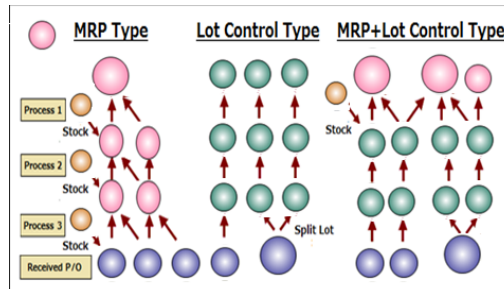 MRP Type
Lot Control Type
MRP+Lot Control Type
Process 1
Stock
Stock
Process 2
Stock
Process 3
Stock
Split Lot
Received P/O